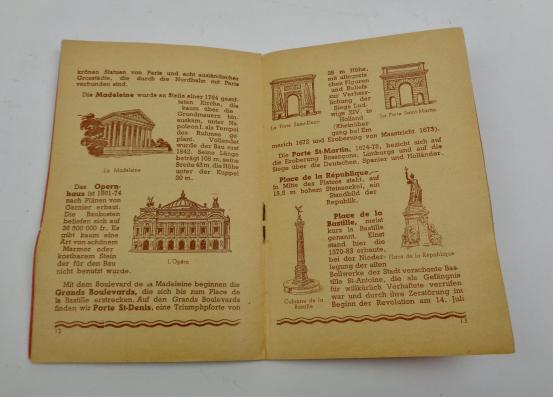 krönen Statuen von Paris und acht ausländischer
Grosstädte, die durch die Nordbahn mit Paris
verbunden sind.
Die Madeleine wurde an Stelle einer 1764 geweih-
teten Kirche, die
kaum über die
Grundmauern hin-
auskam, unter Na-
poleon I. als Tempel
des Ruhmes ge-
plant. Vollendet
wurde der Bau erst
1842. Seine Länge
beträgt 108 m, seine
Breite 43 m, die Höhe
unter der Kuppel
30 m.
La Madeleine
Das Opern-
haus ist 1861-74
nach Plänen von
Garnier erbaut.
Die Baukosten
beliefen sich auf
36 500 000 fr. Es
gibt kaum eine
Art von schönem
Marmor oder
kostbarem Stein
der für den Bau
nicht benutzt wurde.
L'Opéra
Mit dem Boulevard de la Madeleine beginnen die
Grands Boulevards, die sich bis zum Place de
la Bastille erstrecken. Auf den Grands Boulevards
finden wir Porte St-Denis, eine Triumphpforte von
12
25 m Höhe,
mit allegoris-
chen Figuren
und Reliefs
zur Verherr-
lichung der
Siege Lud-
wigs XIV. in
Holland
(Rheinüber-
gang bei Em-
La Porte Saint-Denis
La Porte Saint-Martin
merich 1672 und Eroberung von Maastricht 1673).
Die Porte St-Martin, 1674-75, bezieht sich auf
die Eroberung Besançons, Limburgs und auf die
Siege über die Deutschen, Spanier und Holländer.
Place de la République.
In Mitte des Platzes steht, auf
15,5 m hohem Steinsockel, ein
Standbild der
Republik.
Place de la
Bastille, meist
kurz la Bastille
genannt. Einst
stand hier die
1370-83 erbaute,
bei der Nieder-
legung der alten
Place de la République
Colonne de la
Bastille
Bollwerke der Stadt verschonte Bas-
tille St-Antoine, die als Gefängnis
für willkürlich Verhaftete verrufen
war und durch ihre Zerstörung im
Beginn der Revolution am 14. Juli
13